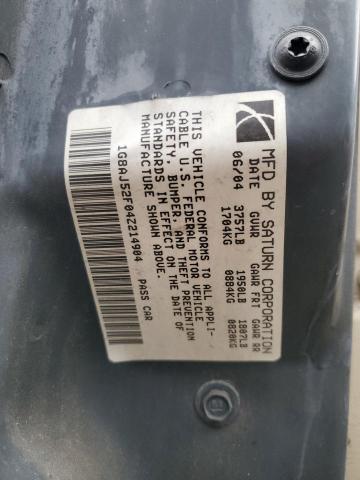 MFD BY SATURN CORPORATION
DATE GVWR GAWR FRT GAWR RR
06/04 3757LB 1950LB 1807LB
1704KG 0884KG 0820KG
THIS VEHICLE CONFORMS TO ALL APPLI-
CABLE U.S. FEDERAL MOTOR VEHICLE
SAFETY, BUMPER, AND THEFT PREVENTION
STANDARDS IN EFFECT ON THE DATE OF
MANUFACTURE SHOWN ABOVE.
1G8AJ52F04Z214904 PASS CAR